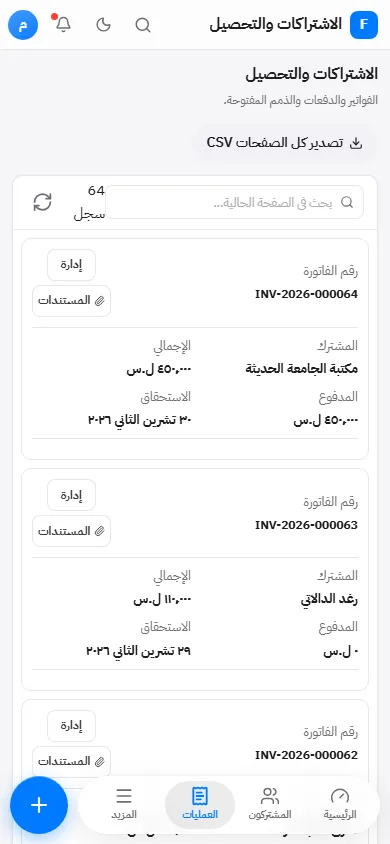 F
الاشتراكات والتحصيل
م
الاشتراكات والتحصيل
الفواتير والدفعات والذمم المفتوحة.
تصدير كل الصفحات CSV
بحث في الصفحة الحالية...
64
سجل
رقم الفاتورة
INV-2026-000064
إدارة
المستندات
المشترك
الإجمالي
مكتبة الجامعة الحديثة
٤٥٠,٠٠٠ ل.س
المدفوع
الاستحقاق
٤٥٠,٠٠٠ ل.س
٣٠ تشرين الثاني ٢٠٢٦
رقم الفاتورة
INV-2026-000063
إدارة
المستندات
المشترك
الإجمالي
رغد الدالاتي
١١٠,٠٠٠ ل.س
المدفوع
الاستحقاق
٠ ل.س
٢٩ تشرين الثاني ٢٠٢٦
رقم الفاتورة
INV-2026-000062
إدارة
المستندات
الرئيسية
المشتركون
العمليات
المزيد